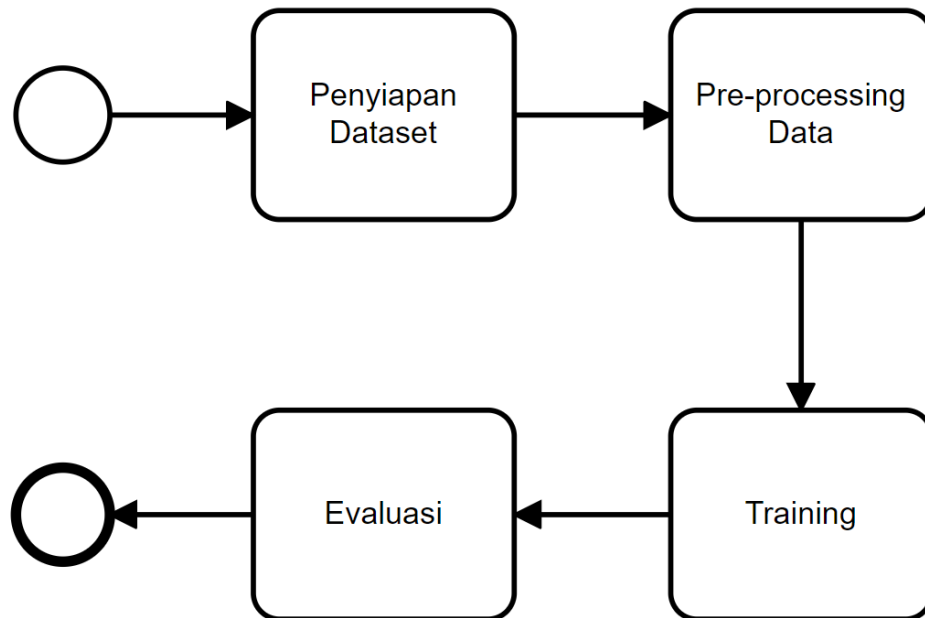 Penyiapan
Dataset
Pre-processing
Data
Evaluasi
Training